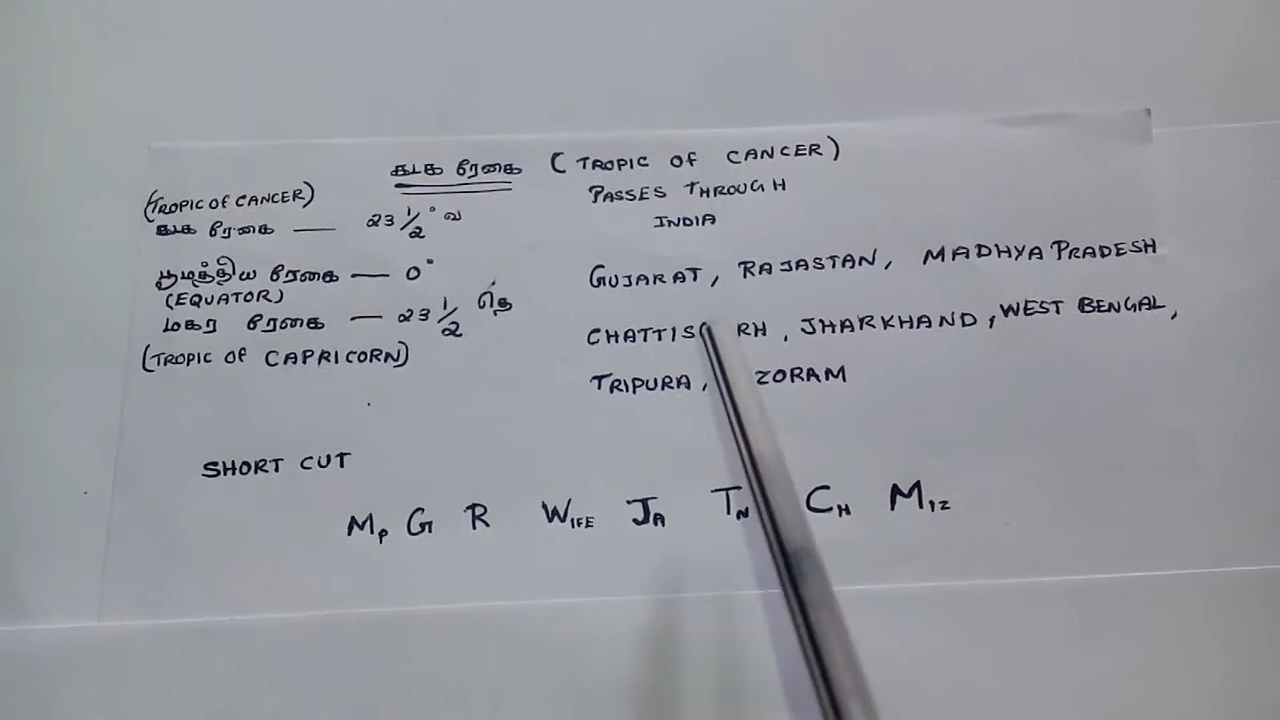 கடக ரேகை (TROPIC OF CANCER)
PASSES THROUGH
INDIA
(TROPIC OF CANCER)
கடக ரேகை — 23 1/2° வ
பூமத்திய ரேகை — 0°
(EQUATOR)
மகர ரேகை — 23 1/2 தெ
(TROPIC OF CAPRICORN)
GUJARAT, RAJASTAN, MADHYA PRADESH
JHARKHAND, WEST BENGAL,
TRIPURA,
SHORT CUT
MP G R WIFE JA TN CH MIZ